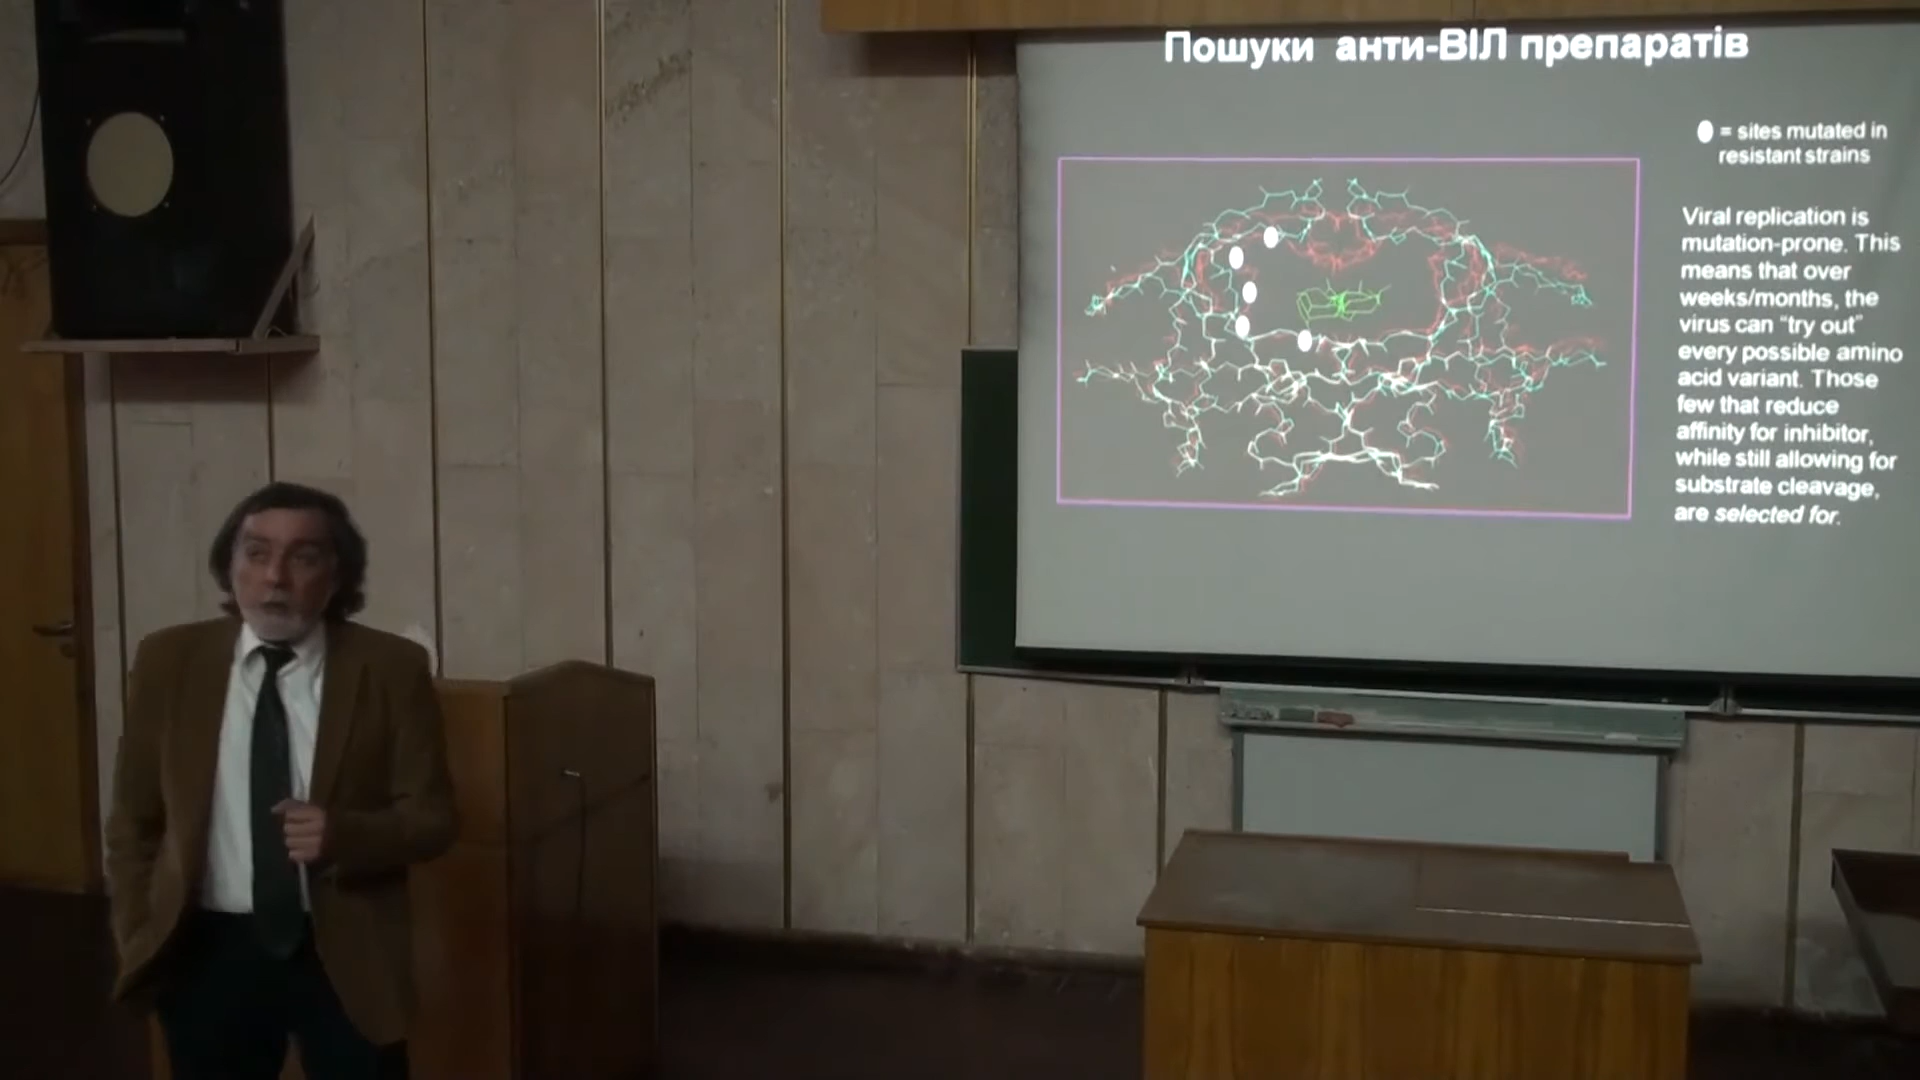 Пошуки анти-ВІЛ препаратів
= sites mutated in
resistant strains
Viral replication is
mutation-prone. This
means that over
weeks/months, the
virus can “try out”
every possible amino
acid variant. Those
few that reduce
affinity for inhibitor,
while still allowing for
substrate cleavage,
are selected for.